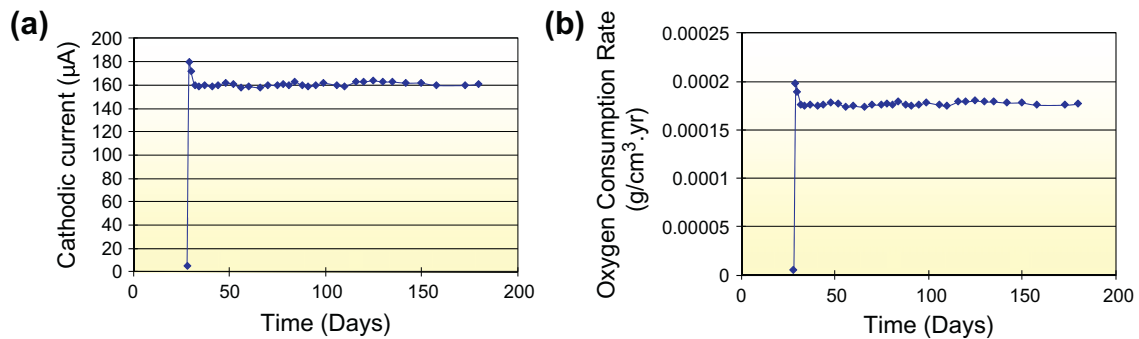 (a)
Cathodic current (µA)
200
180
160
140
120
100
80
60
40
20
0
0 50 100 150 200
Time (Days)
(b)
Oxygen Consumption Rate
(g/cm³.yr)
0.00025
0.0002
0.00015
0.0001
0.00005
0
0 50 100 150 200
Time (Days)